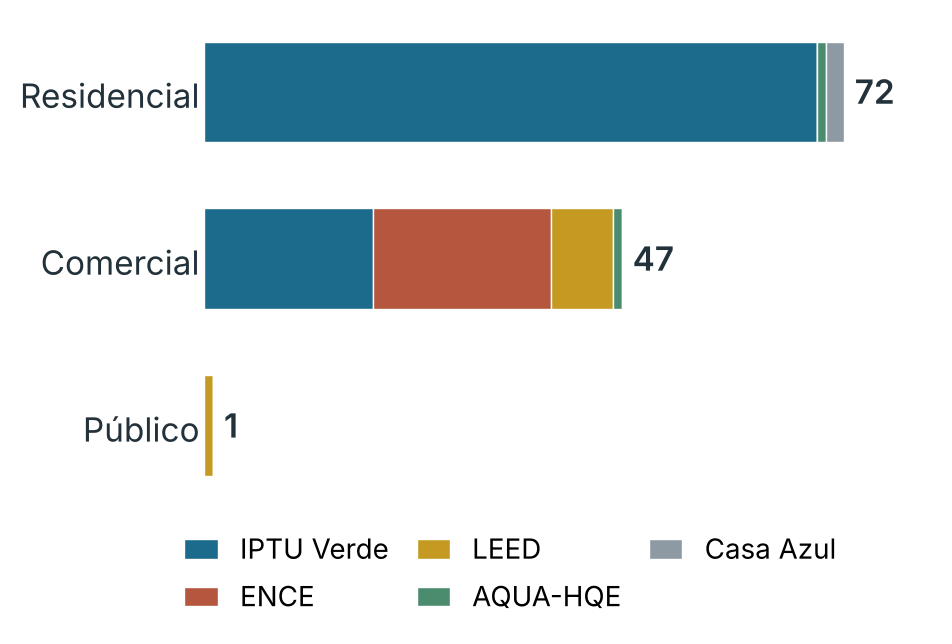 Residencial 72
Comercial 47
Público 1
IPTU Verde LEED Casa Azul
ENCE AQUA-HQE